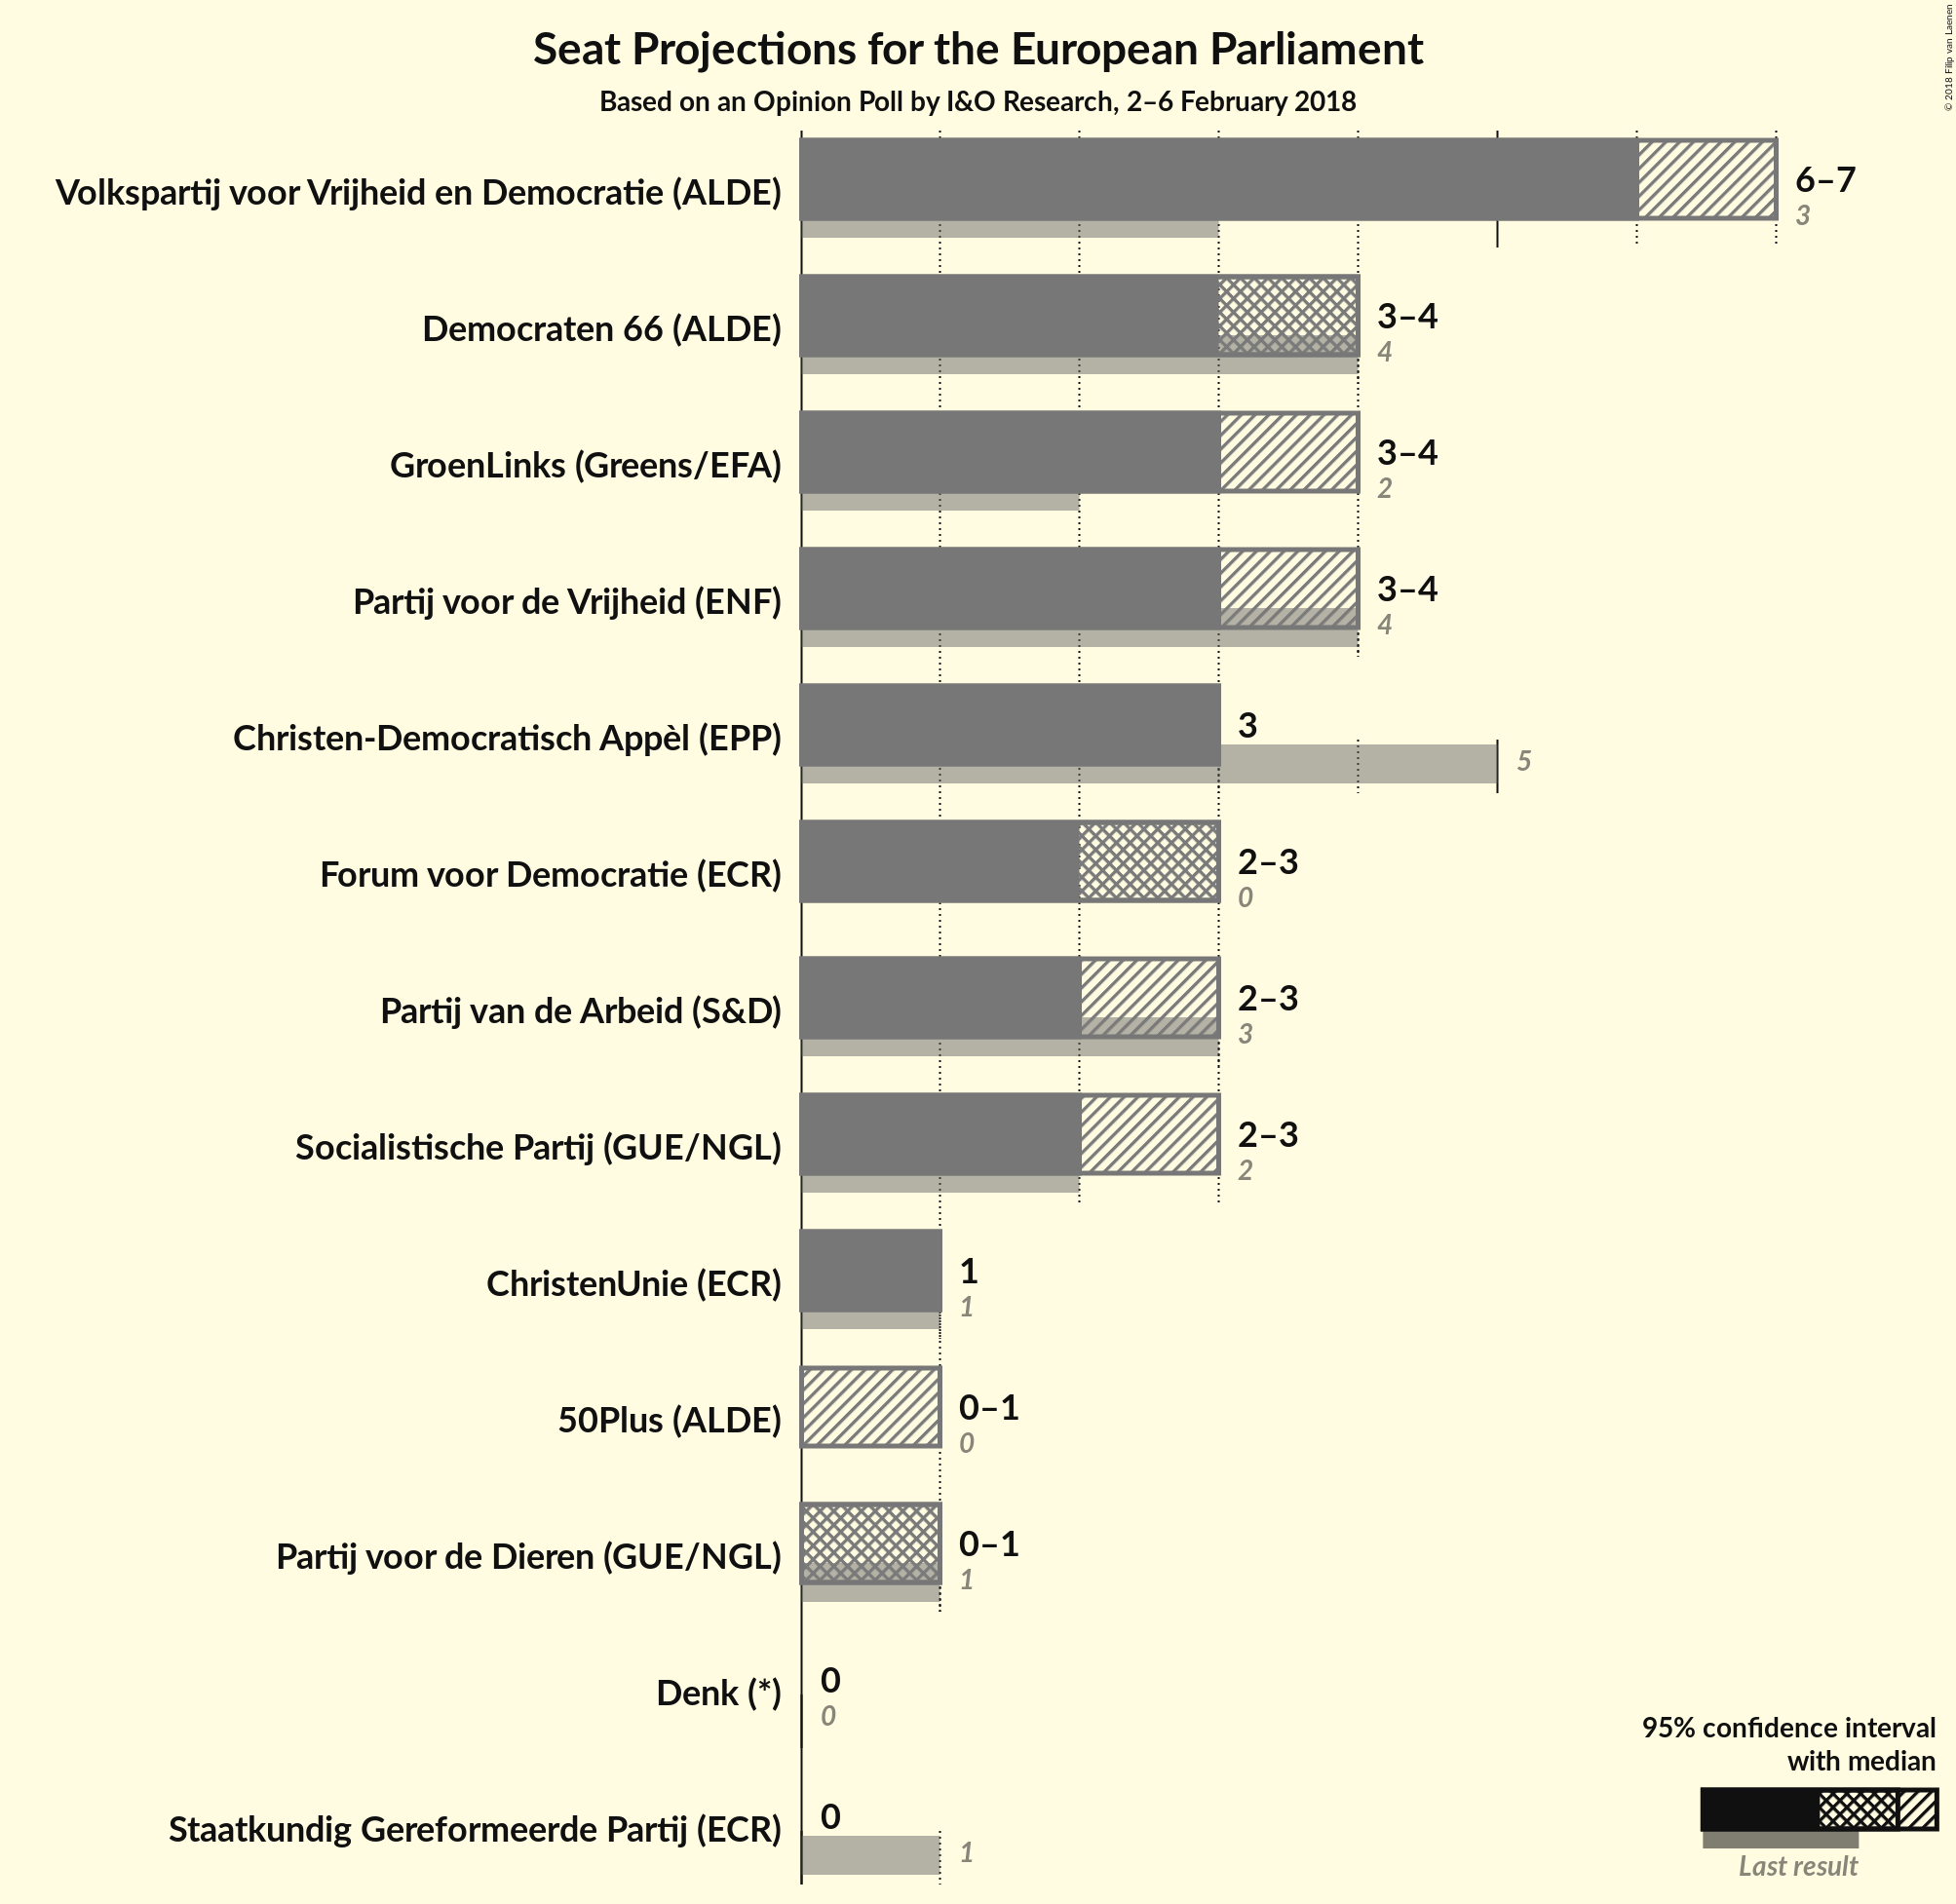 Seat Projections for the European Parliament
Based on an Opinion Poll by I&O Research, 2–6 February 2018
© 2018 Filip van Laenen
Volkspartij voor Vrijheid en Democratie (ALDE)
6–7
3
Democraten 66 (ALDE)
3–4
4
GroenLinks (Greens/EFA)
3–4
2
Partij voor de Vrijheid (ENF)
3–4
4
Christen-Democratisch Appèl (EPP)
3
5
Forum voor Democratie (ECR)
2–3
0
Partij van de Arbeid (S&D)
2–3
3
Socialistische Partij (GUE/NGL)
2–3
2
ChristenUnie (ECR)
1
1
50Plus (ALDE)
0–1
0
Partij voor de Dieren (GUE/NGL)
0–1
1
Denk (*)
0
0
Staatkundig Gereformeerde Partij (ECR)
0
1
95% confidence interval
with median
Last result